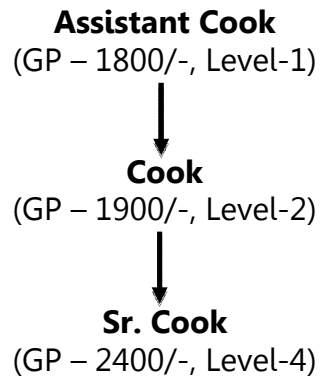 Assistant Cook
(GP – 1800/-, Level-1)
Cook
(GP – 1900/-, Level-2)
Sr. Cook
(GP – 2400/-, Level-4)